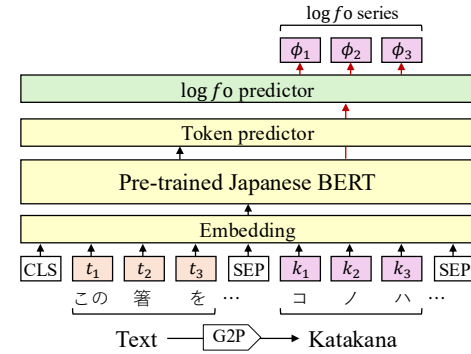 log fo series
ϕ1 ϕ2 ϕ3
log fo predictor
Token predictor
Pre-trained Japanese BERT
Embedding
CLS t1 t2 t3 SEP k1 k2 k3 SEP
この 箸 を … コ ノ ハ …
Text G2P Katakana